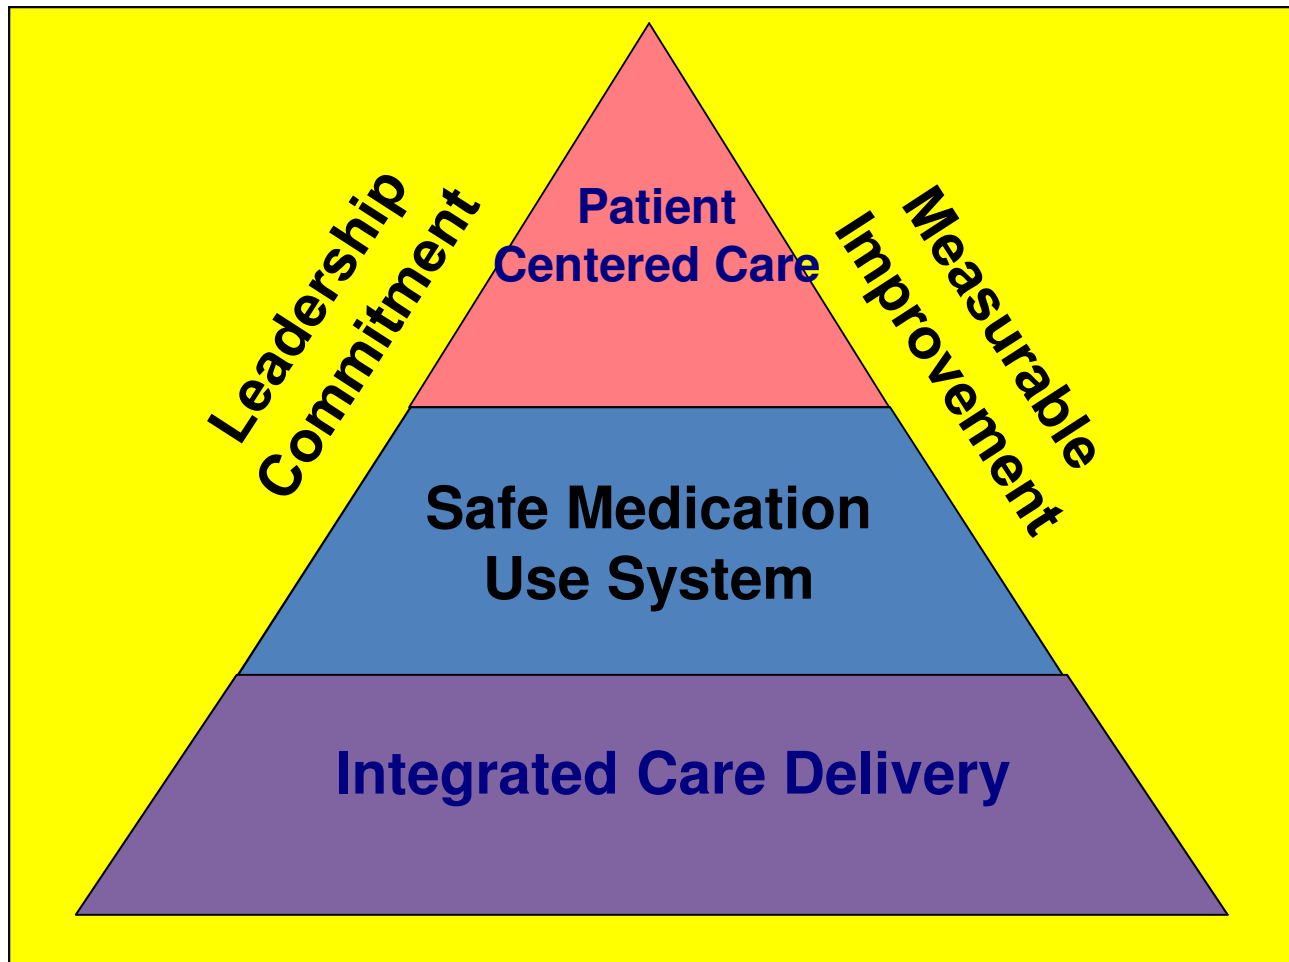 Leadership
Commitment
Patient
Centered Care
Measurable
Improvement
Safe Medication
Use System
Integrated Care Delivery